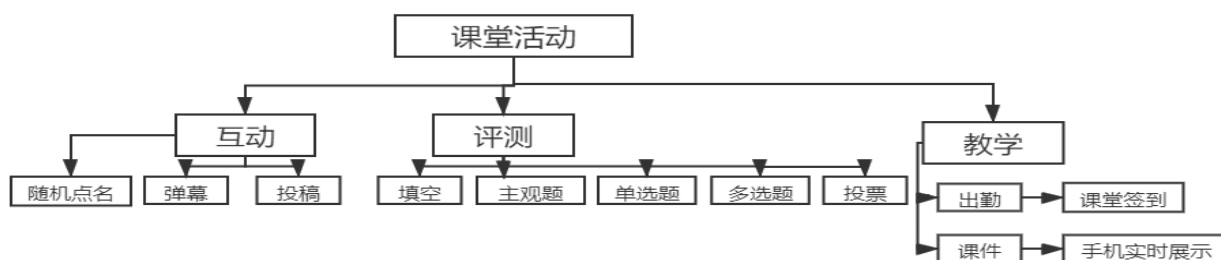 课堂活动
互动
评测
教学
随机点名
弹幕
投稿
填空
主观题
单选题
多选题
投票
出勤
课堂签到
课件
手机实时展示